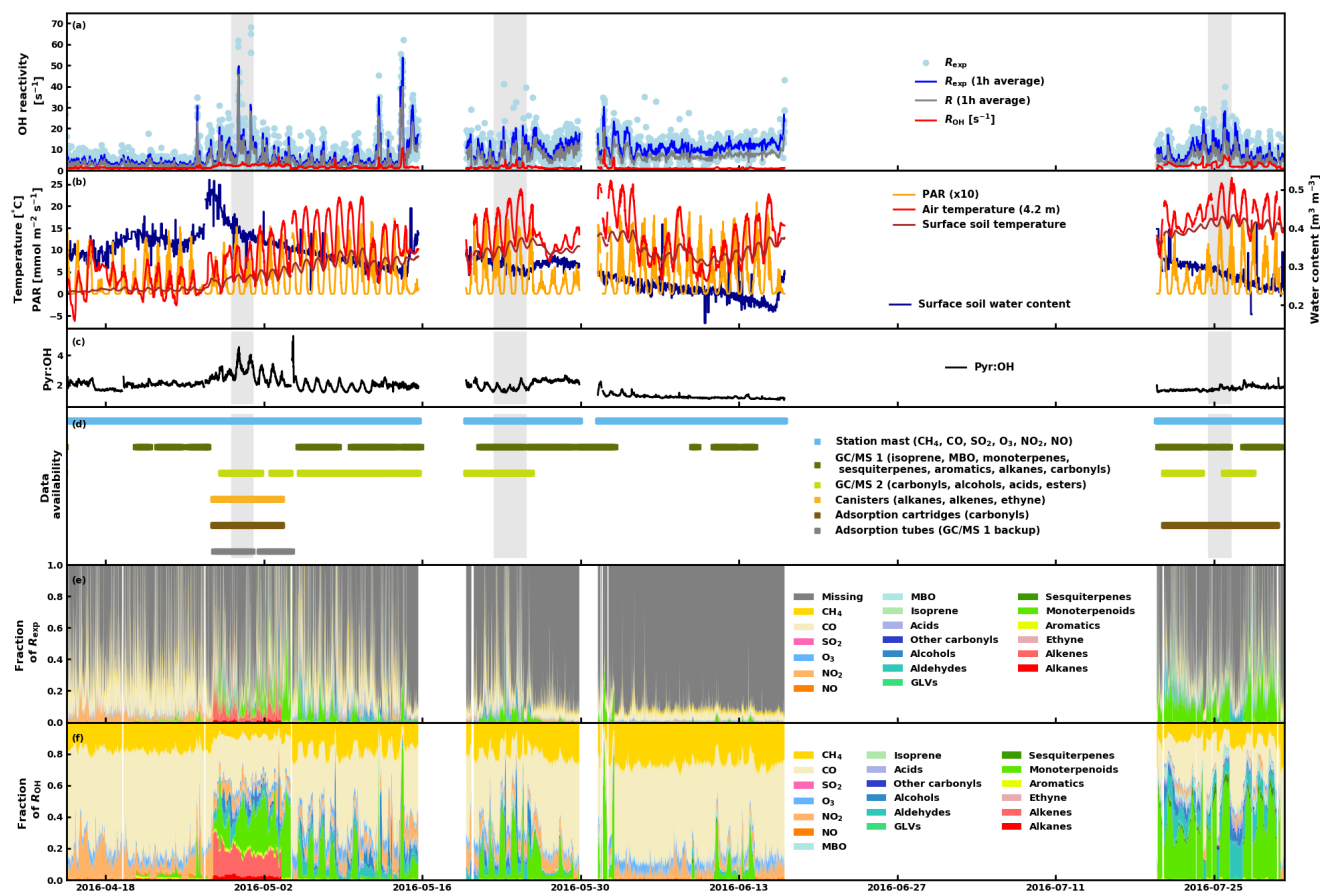 (a)
OH reactivity
[s⁻¹]
70
60
50
40
30
20
10
0
R_exp
R_exp (1h average)
R (1h average)
R_OH [s⁻¹]
(b)
Temperature [°C]
PAR [mmol m⁻² s⁻¹]
25
20
15
10
5
0
−5
PAR (x10)
Air temperature (4.2 m)
Surface soil temperature
Surface soil water content
0.5
0.4
0.3
0.2
Water content [m³ m⁻³]
(c)
Pyr:OH
4
2
Pyr:OH
(d)
Data
availability
Station mast (CH₄, CO, SO₂, O₃, NO₂, NO)
GC/MS 1 (isoprene, MBO, monoterpenes,
sesquiterpenes, aromatics, alkanes, carbonyls)
GC/MS 2 (carbonyls, alcohols, acids, esters)
Canisters (alkanes, alkenes, ethyne)
Adsorption cartridges (carbonyls)
Adsorption tubes (GC/MS 1 backup)
(e)
Fraction
of R_exp
1.0
0.8
0.6
0.4
0.2
0.0
Missing
CH₄
CO
SO₂
O₃
NO₂
NO
MBO
Isoprene
Acids
Other carbonyls
Alcohols
Aldehydes
GLVs
Sesquiterpenes
Monoterpenoids
Aromatics
Ethyne
Alkenes
Alkanes
(f)
Fraction
of R_OH
0.8
0.6
0.4
0.2
0.0
CH₄
CO
SO₂
O₃
NO₂
NO
MBO
Isoprene
Acids
Other carbonyls
Alcohols
Aldehydes
GLVs
Sesquiterpenes
Monoterpenoids
Aromatics
Ethyne
Alkenes
Alkanes
2016-04-18
2016-05-02
2016-05-16
2016-05-30
2016-06-13
2016-06-27
2016-07-11
2016-07-25